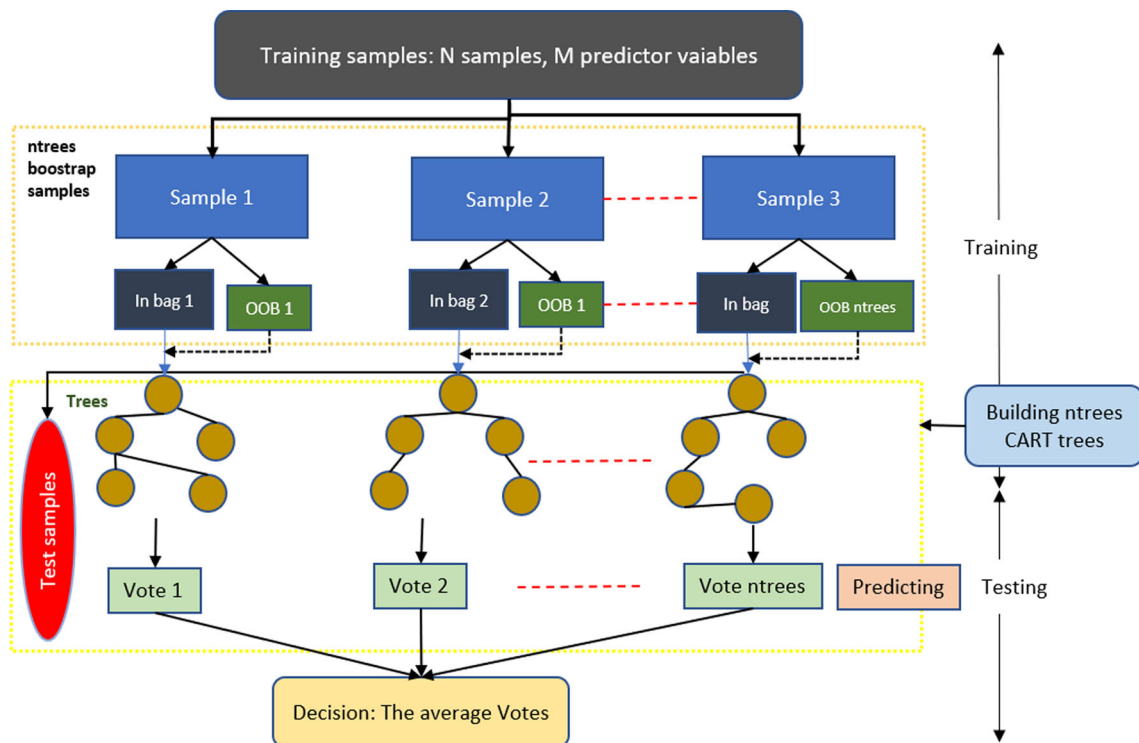 Training samples: N samples, M predictor vaiables
ntrees
boostrap
samples
Sample 1
Sample 2
Sample 3
Training
In bag 1
OOB 1
In bag 2
OOB 1
In bag
OOB ntrees
Trees
Building ntrees
CART trees
Test samples
Vote 1
Vote 2
Vote ntrees
Predicting
Testing
Decision: The average Votes